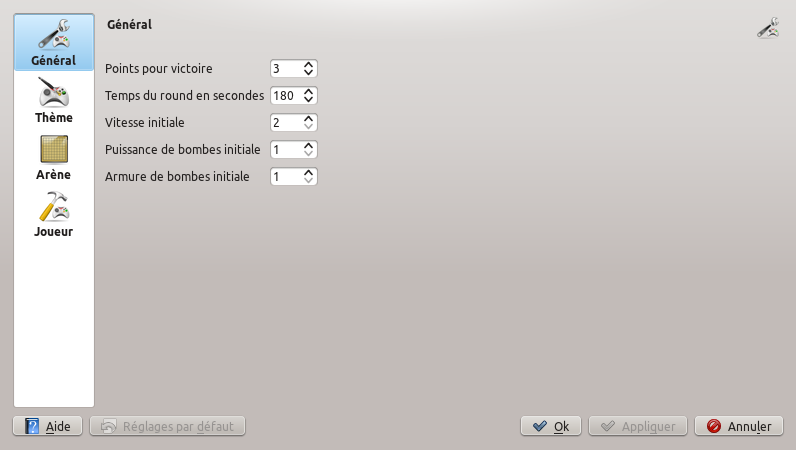 Général
Thème
Arène
Joueur
Général
Points pour victoire 3
Temps du round en secondes 180
Vitesse initiale 2
Puissance de bombes initiale 1
Armure de bombes initiale 1
Aide Réglages par défaut Ok Appliquer Annuler